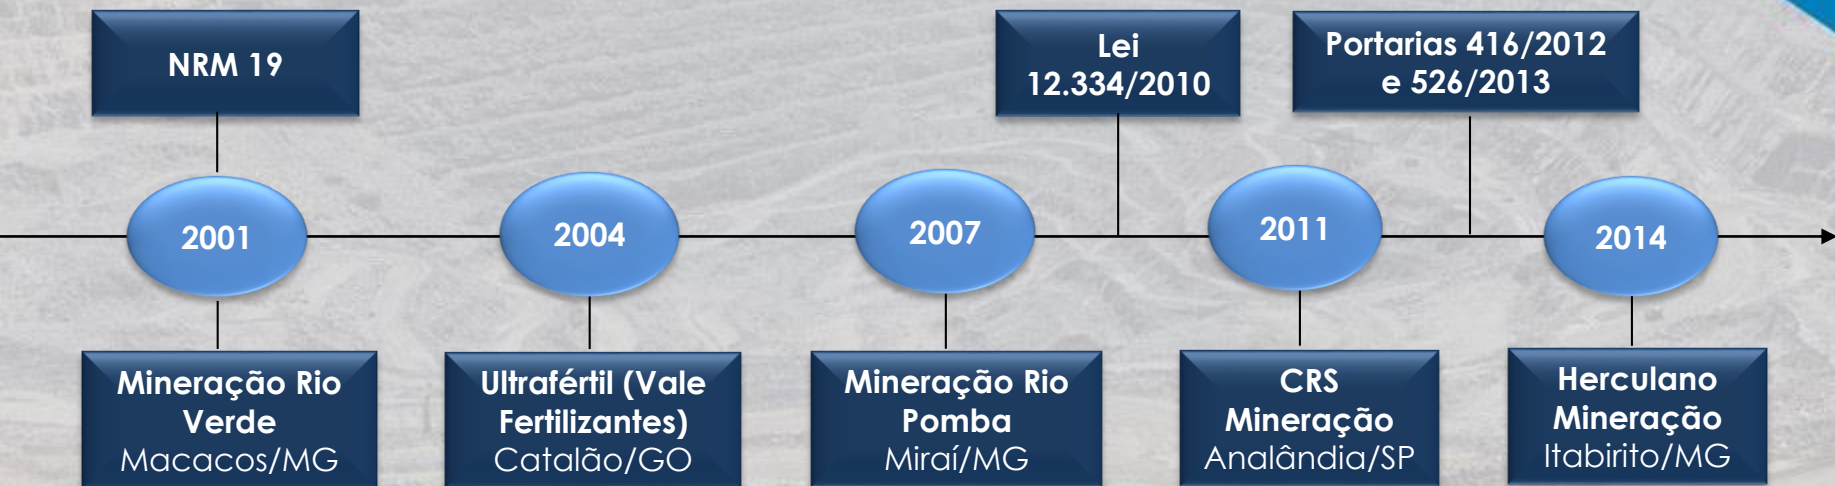 NRM 19
Lei
12.334/2010
Portarias 416/2012
e 526/2013
2001
2004
2007
2011
2014
Mineração Rio
Verde
Macacos/MG
Ultrafértil (Vale
Fertilizantes)
Catalão/GO
Mineração Rio
Pomba
Miraí/MG
CRS
Mineração
Analândia/SP
Herculano
Mineração
Itabirito/MG